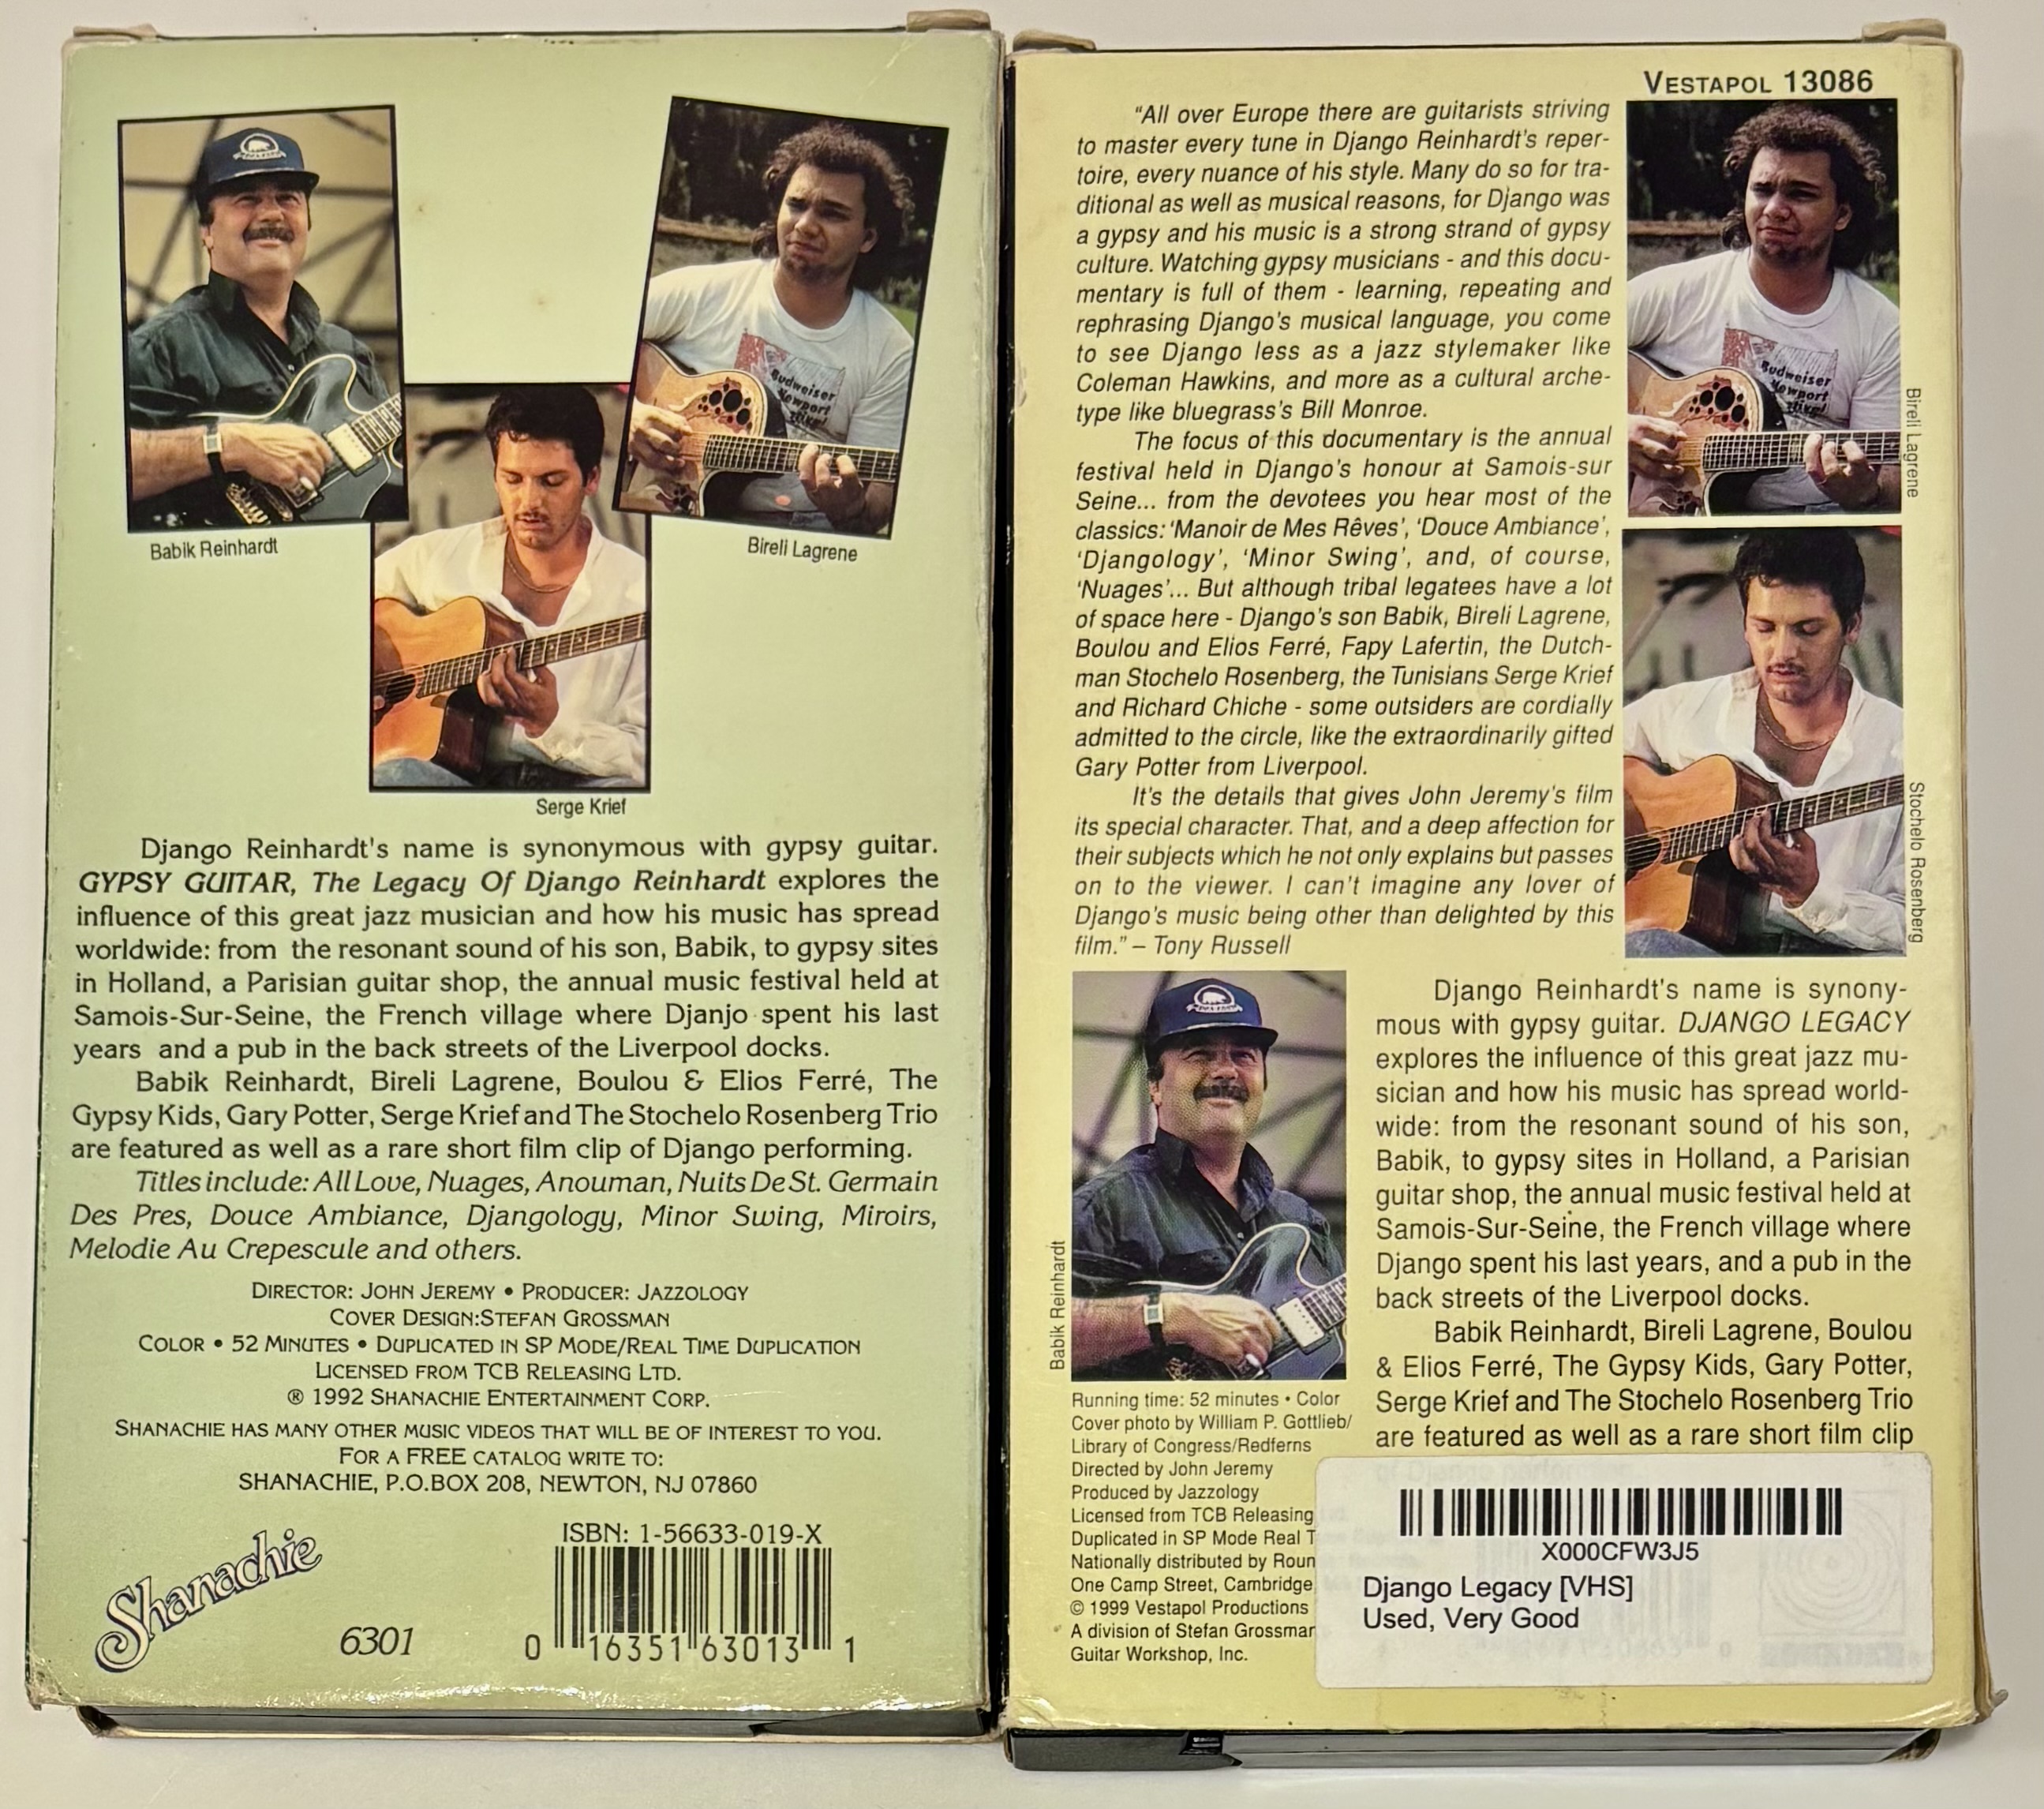 Babik Reinhardt
Bireli Lagrene
Serge Krief
Django Reinhardt's name is synonymous with gypsy guitar.
GYPSY GUITAR, The Legacy Of Django Reinhardt explores the
influence of this great jazz musician and how his music has spread
worldwide: from the resonant sound of his son, Babik, to gypsy sites
in Holland, a Parisian guitar shop, the annual music festival held at
Samois-Sur-Seine, the French village where Djanjo spent his last
years and a pub in the back streets of the Liverpool docks.
Babik Reinhardt, Bireli Lagrene, Boulou & Elios Ferré, The
Gypsy Kids, Gary Potter, Serge Krief and The Stochelo Rosenberg Trio
are featured as well as a rare short film clip of Django performing.
Titles include: All Love, Nuages, Anouman, Nuits De St. Germain
Des Pres, Douce Ambiance, Djangology, Minor Swing, Miroirs,
Melodie Au Crepescule and others.
DIRECTOR: JOHN JEREMY • PRODUCER: JAZZOLOGY
COVER DESIGN:STEFAN GROSSMAN
COLOR • 52 MINUTES • DUPLICATED IN SP MODE/REAL TIME DUPLICATION
LICENSED FROM TCB RELEASING LTD.
® 1992 SHANACHIE ENTERTAINMENT CORP.
SHANACHIE HAS MANY OTHER MUSIC VIDEOS THAT WILL BE OF INTEREST TO YOU.
FOR A FREE CATALOG WRITE TO:
SHANACHIE, P.O.BOX 208, NEWTON, NJ 07860
Shanachie
6301
ISBN: 1-56633-019-X
0 16351 63013 1
VESTAPOL 13086
"All over Europe there are guitarists striving
to master every tune in Django Reinhardt's reper-
toire, every nuance of his style. Many do so for tra-
ditional as well as musical reasons, for Django was
a gypsy and his music is a strong strand of gypsy
culture. Watching gypsy musicians - and this docu-
mentary is full of them - learning, repeating and
rephrasing Django's musical language, you come
to see Django less as a jazz stylemaker like
Coleman Hawkins, and more as a cultural arche-
type like bluegrass's Bill Monroe.
The focus of this documentary is the annual
festival held in Django's honour at Samois-sur
Seine... from the devotees you hear most of the
classics: 'Manoir de Mes Rêves', 'Douce Ambiance',
'Djangology', 'Minor Swing', and, of course,
'Nuages'... But although tribal legatees have a lot
of space here - Django's son Babik, Bireli Lagrene,
Boulou and Elios Ferré, Fapy Lafertin, the Dutch-
man Stochelo Rosenberg, the Tunisians Serge Krief
and Richard Chiche - some outsiders are cordially
admitted to the circle, like the extraordinarily gifted
Gary Potter from Liverpool.
It's the details that gives John Jeremy's film
its special character. That, and a deep affection for
their subjects which he not only explains but passes
on to the viewer. I can't imagine any lover of
Django's music being other than delighted by this
film." – Tony Russell
Budweiser
Newport
Jazz
Budweiser
Newport
Bireli Lagrene
Stochelo Rosenberg
Babik Reinhardt
Django Reinhardt's name is synony-
mous with gypsy guitar. DJANGO LEGACY
explores the influence of this great jazz mu-
sician and how his music has spread world-
wide: from the resonant sound of his son,
Babik, to gypsy sites in Holland, a Parisian
guitar shop, the annual music festival held at
Samois-Sur-Seine, the French village where
Django spent his last years, and a pub in the
back streets of the Liverpool docks.
Babik Reinhardt, Bireli Lagrene, Boulou
& Elios Ferré, The Gypsy Kids, Gary Potter,
Serge Krief and The Stochelo Rosenberg Trio
are featured as well as a rare short film clip
of Django performing.
Running time: 52 minutes • Color
Cover photo by William P. Gottlieb/
Library of Congress/Redferns
Directed by John Jeremy
Produced by Jazzology
Licensed from TCB Releasing
Duplicated in SP Mode Real T
Nationally distributed by Roun
One Camp Street, Cambridge
© 1999 Vestapol Productions
A division of Stefan Grossman
Guitar Workshop, Inc.
X000CFW3J5
Django Legacy [VHS]
Used, Very Good